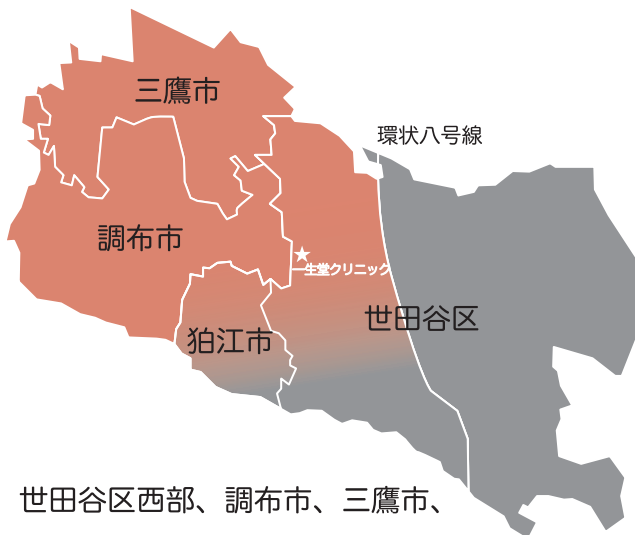 三鷹市
環状八号線
調布市
生堂クリニック
世田谷区
狛江市
世田谷区西部、調布市、三鷹市、